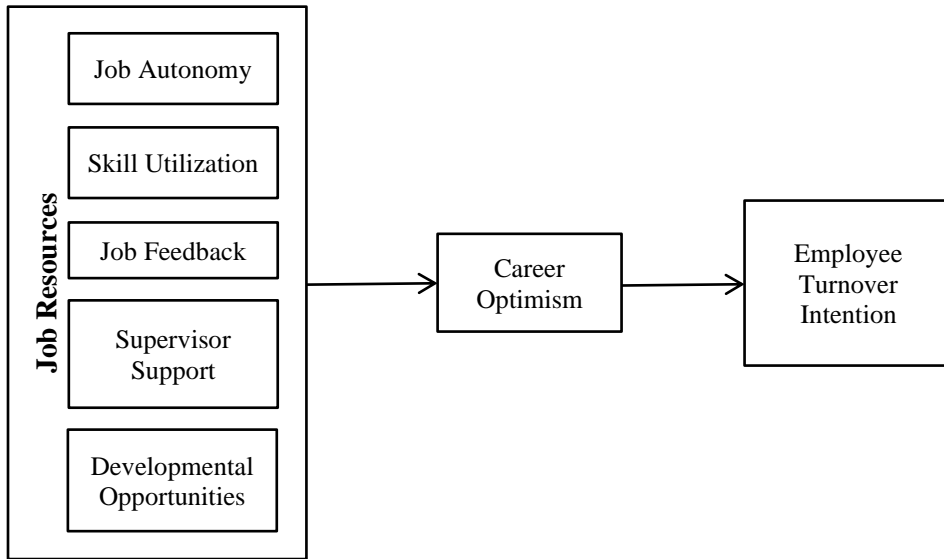 Job Resources
Job Autonomy
Skill Utilization
Job Feedback
Supervisor
Support
Developmental
Opportunities
Career
Optimism
Employee
Turnover
Intention